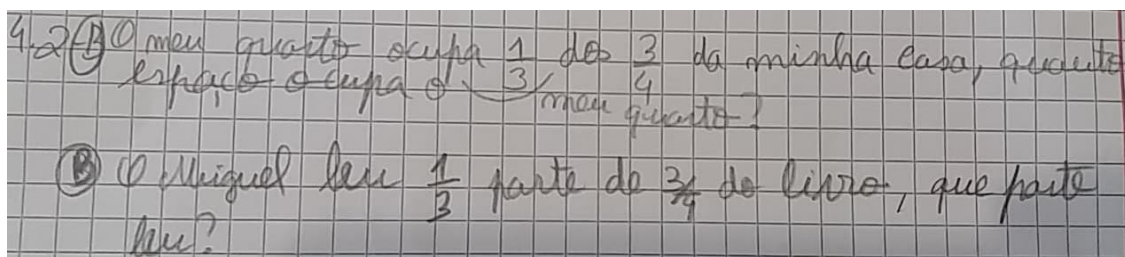 4.2 Ⓐ O meu quarto ocupa 1/3 dos 3/4 da minha casa, quanto
espaço ocupa o meu quarto?
Ⓑ O Miguel leu 1/3 parte de 3/4 do livro, que parte
leu?